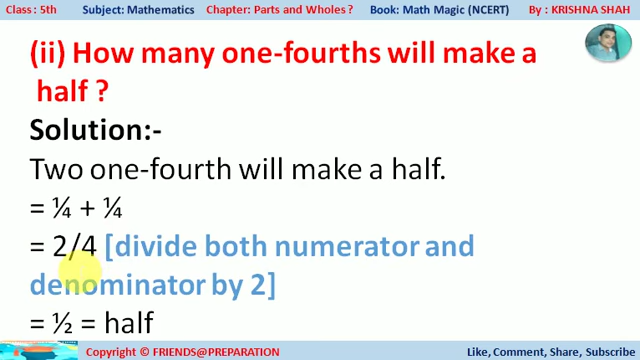 Class : 5th Subject: Mathematics Chapter: Parts and Wholes ? Book: Math Magic (NCERT) By : KRISHNA SHAH
(ii) How many one-fourths will make a
half ?
Solution:-
Two one-fourth will make a half.
= ¼ + ¼
= 2/4 [divide both numerator and
denominator by 2]
= ½ = half
Copyright © FRIENDS@PREPARATION Like, Comment, Share, Subscribe